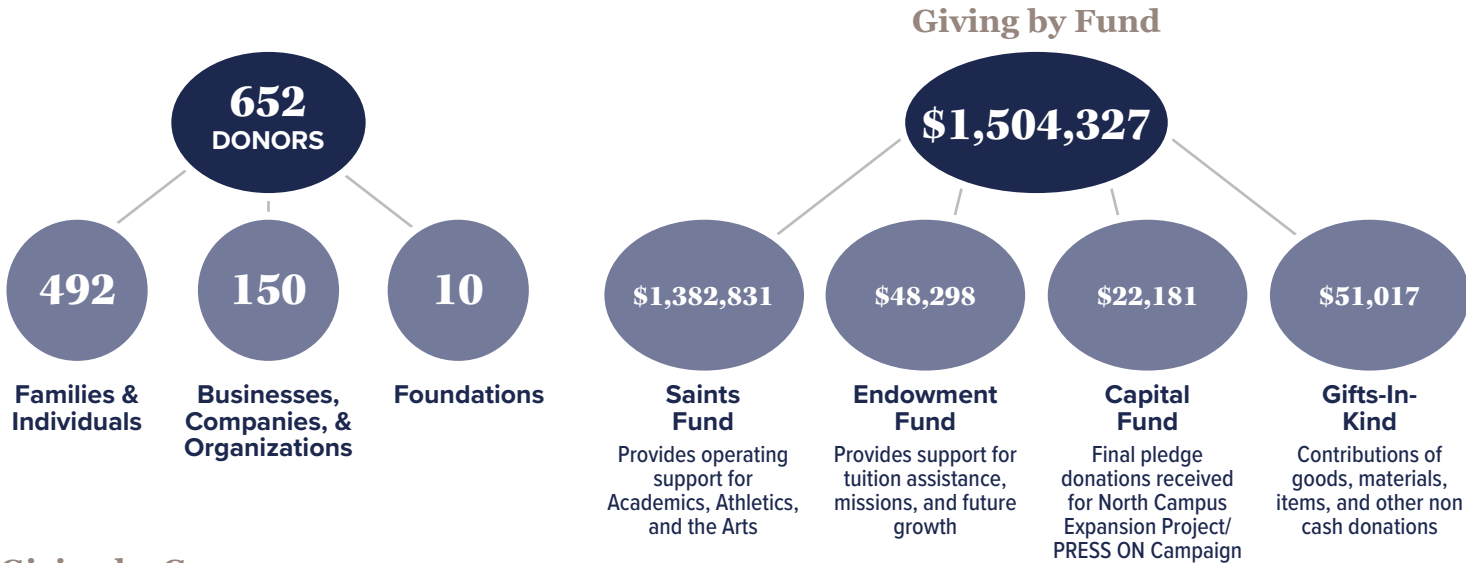 Giving by Fund
652
DONORS
492
150
10
Families &
Individuals
Businesses,
Companies, &
Organizations
Foundations
$1,504,327
$1,382,831
$48,298
$22,181
$51,017
Saints
Fund
Provides operating
support for
Academics, Athletics,
and the Arts
Endowment
Fund
Provides support for
tuition assistance,
missions, and future
growth
Capital
Fund
Final pledge
donations received
for North Campus
Expansion Project/
PRESS ON Campaign
Gifts-In-
Kind
Contributions of
goods, materials,
items, and other non
cash donations